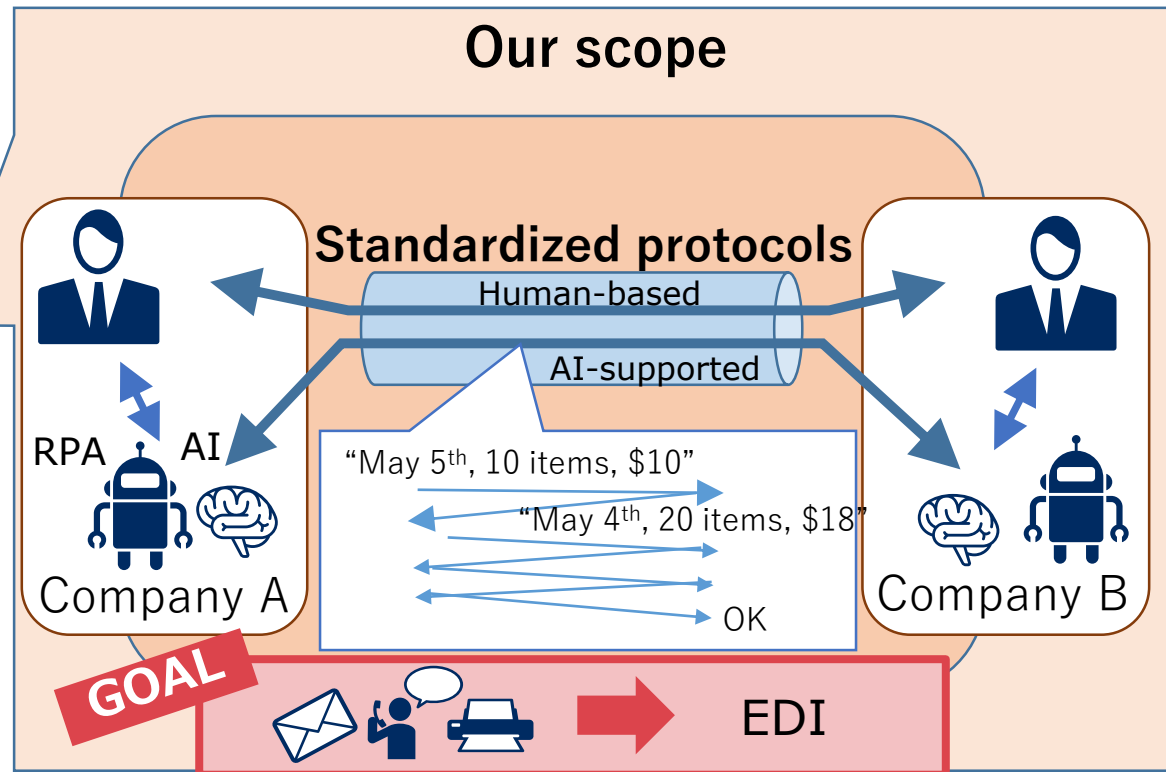 Our scope
Standardized protocols
Human-based
AI-supported
RPA
AI
“May 5th, 10 items, $10”
“May 4th, 20 items, $18”
OK
Company A
Company B
GOAL
EDI